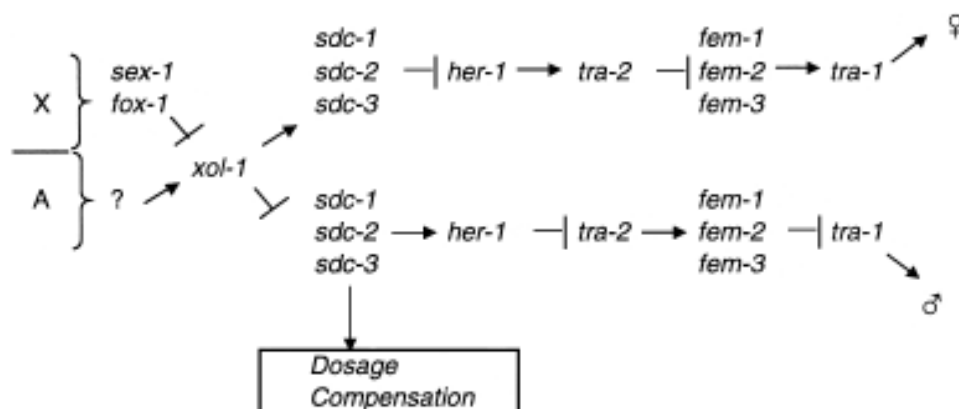 sdc-1 fem-1 ♀
X sex-1 sdc-2 her-1 tra-2 fem-2 tra-1
fox-1 sdc-3 fem-3
xol-1
A ? sdc-1 fem-1
sdc-2 her-1 tra-2 fem-2 tra-1
sdc-3 fem-3
♂
Dosage
Compensation